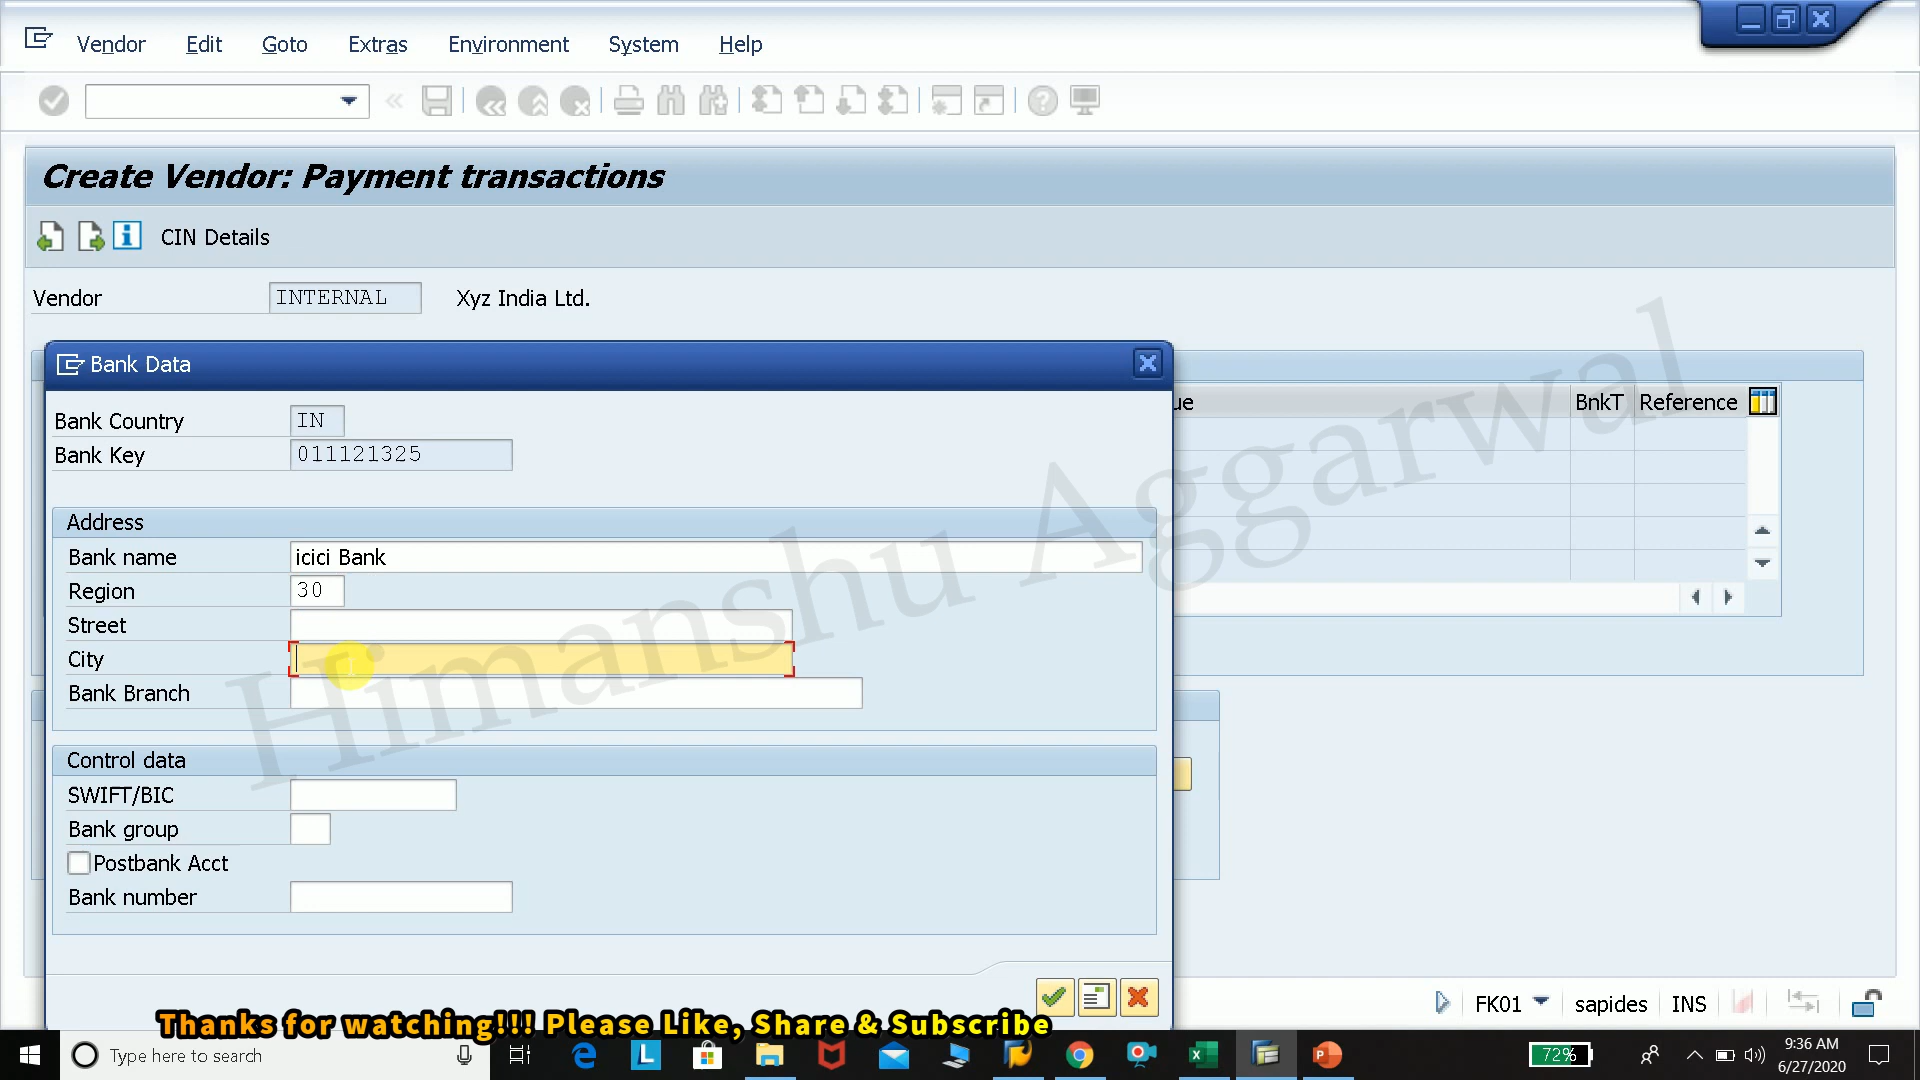 Vendor Edit Goto Extras Environment System Help
Create Vendor: Payment transactions
CIN Details
Vendor INTERNAL Xyz India Ltd.
Bank Data
Bank Country IN
Bank Key 011121325
ue BnkT Reference
Address
Bank name icici Bank
Region 30
Street
City
Bank Branch
Control data
SWIFT/BIC
Bank group
Postbank Acct
Bank number
Himanshu Aggarwal
FK01 sapides INS
Thanks for watching!!! Please Like, Share & Subscribe
Type here to search
72%
9:36 AM
6/27/2020